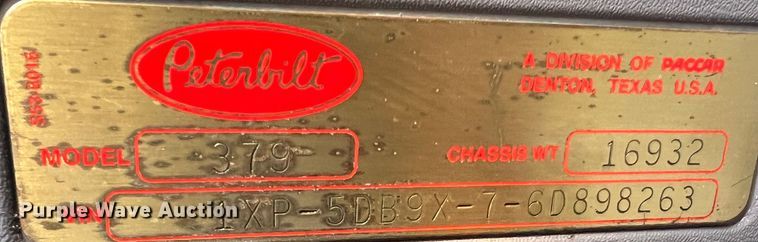 Peterbilt
A DIVISION OF PACCAR
DENTON, TEXAS U.S.A.
MODEL 379 CHASSIS WT 16932
1XP-5DB9X-7-6D898263
Purple Wave Auction